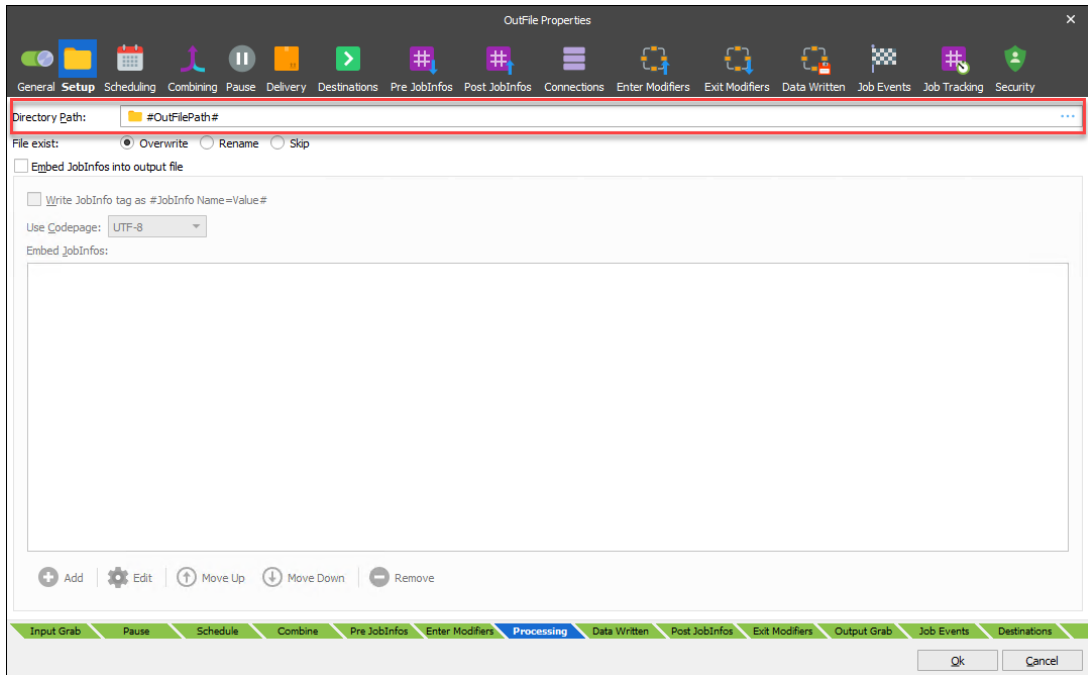 OutFile Properties
General Setup Scheduling Combining Pause Delivery Destinations Pre JobInfos Post JobInfos Connections Enter Modifiers Exit Modifiers Data Written Job Events Job Tracking Security
Directory Path: #OutFilePath#
File exist: Overwrite Rename Skip
Embed JobInfos into output file
Write JobInfo tag as #JobInfo Name=Value#
Use Codepage: UTF-8
Embed JobInfos:
Add Edit Move Up Move Down Remove
Input Grab Pause Schedule Combine Pre JobInfos Enter Modifiers Processing Data Written Post JobInfos Exit Modifiers Output Grab Job Events Destinations
Ok Cancel